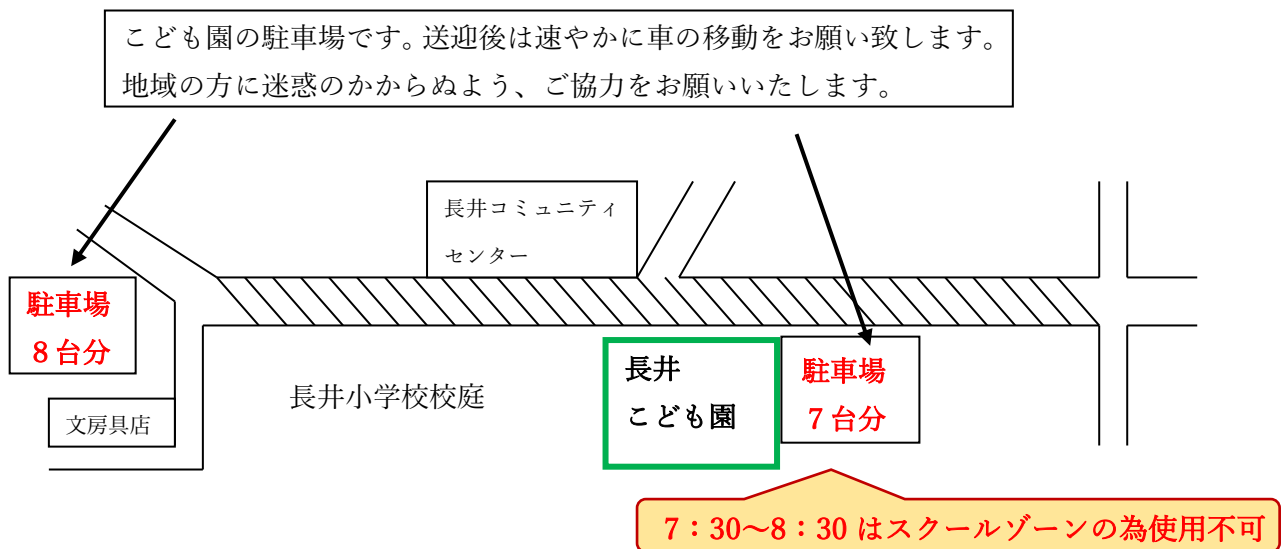 こども園の駐車場です。送迎後は速やかに車の移動をお願い致します。
地域の方に迷惑のかからぬよう、ご協力をお願いいたします。
長井コミュニティ
センター
駐車場
８台分
文房具店
長井小学校校庭
長井
こども園
駐車場
７台分
7：30～8：30 はスクールゾーンの為使用不可